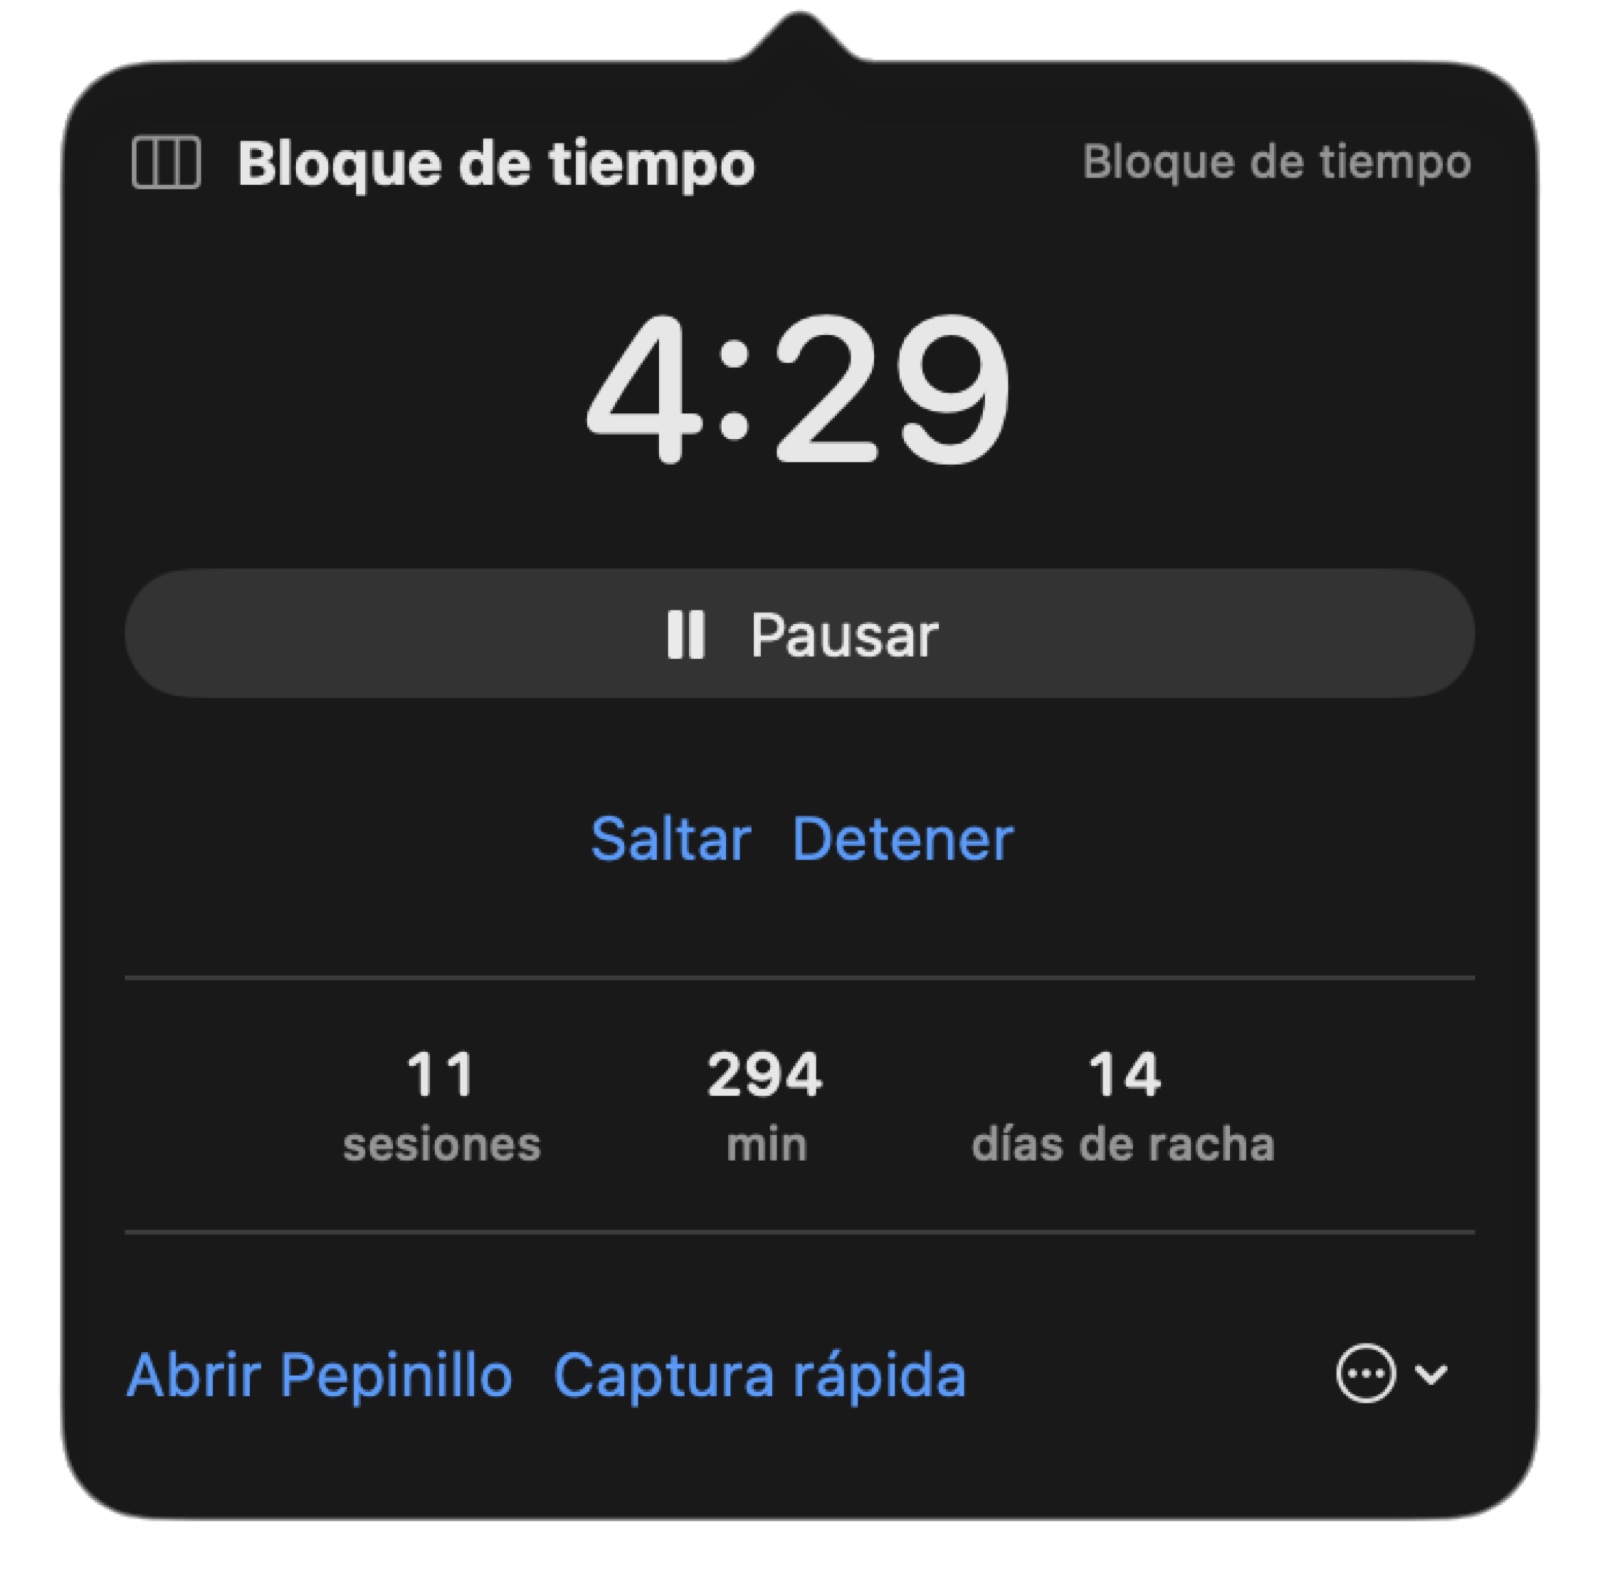 Bloque de tiempo Bloque de tiempo
4:29
Pausar
Saltar Detener
11 294 14
sesiones min días de racha
Abrir Pepinillo Captura rápida